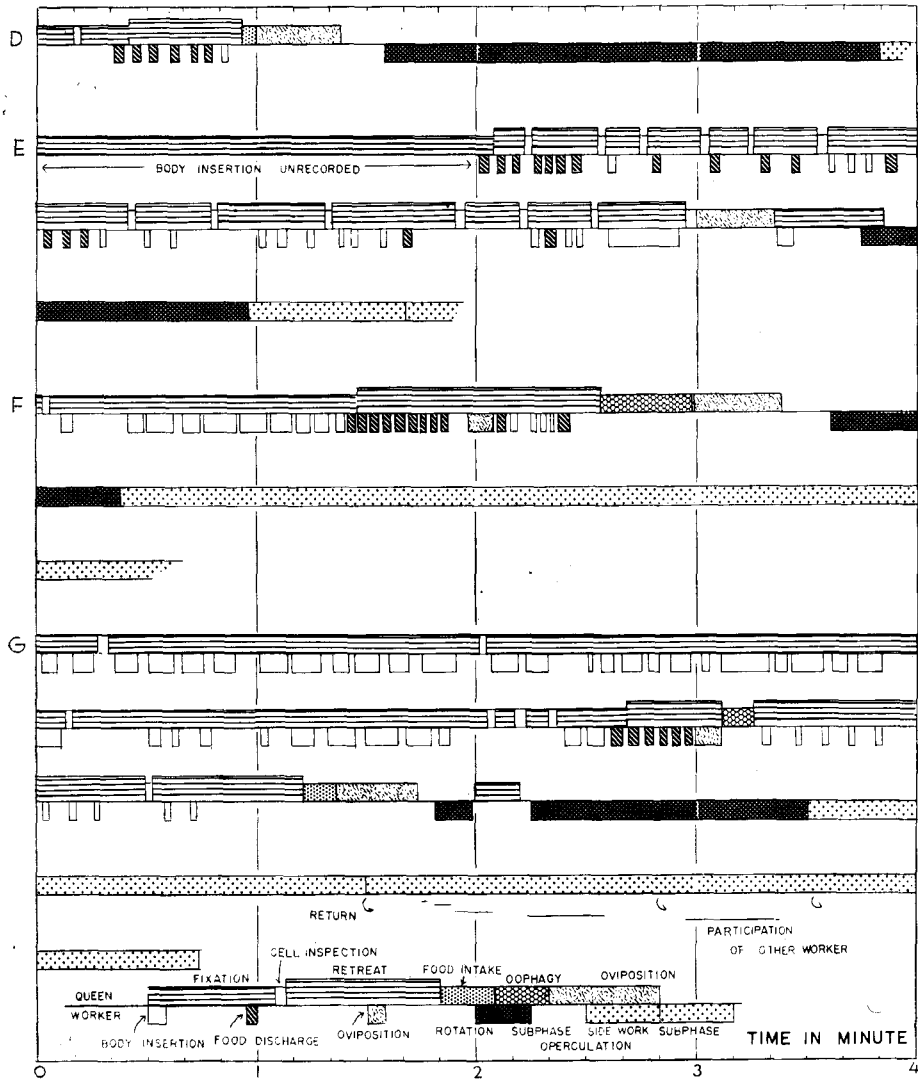 D
E
BODY INSERTION UNRECORDED
F
G
RETURN
PARTICIPATION
OF OTHER WORKER
CELL INSPECTION
FIXATION
RETREAT
FOOD INTAKE
OOPHAGY
OVIPOSITION
QUEEN
WORKER
BODY INSERTION
FOOD DISCHARGE
OVIPOSITION
ROTATION
SUBPHASE
SIDE WORK
SUBPHASE
OPERCULATION
TIME IN MINUTE
0 1 2 3 4